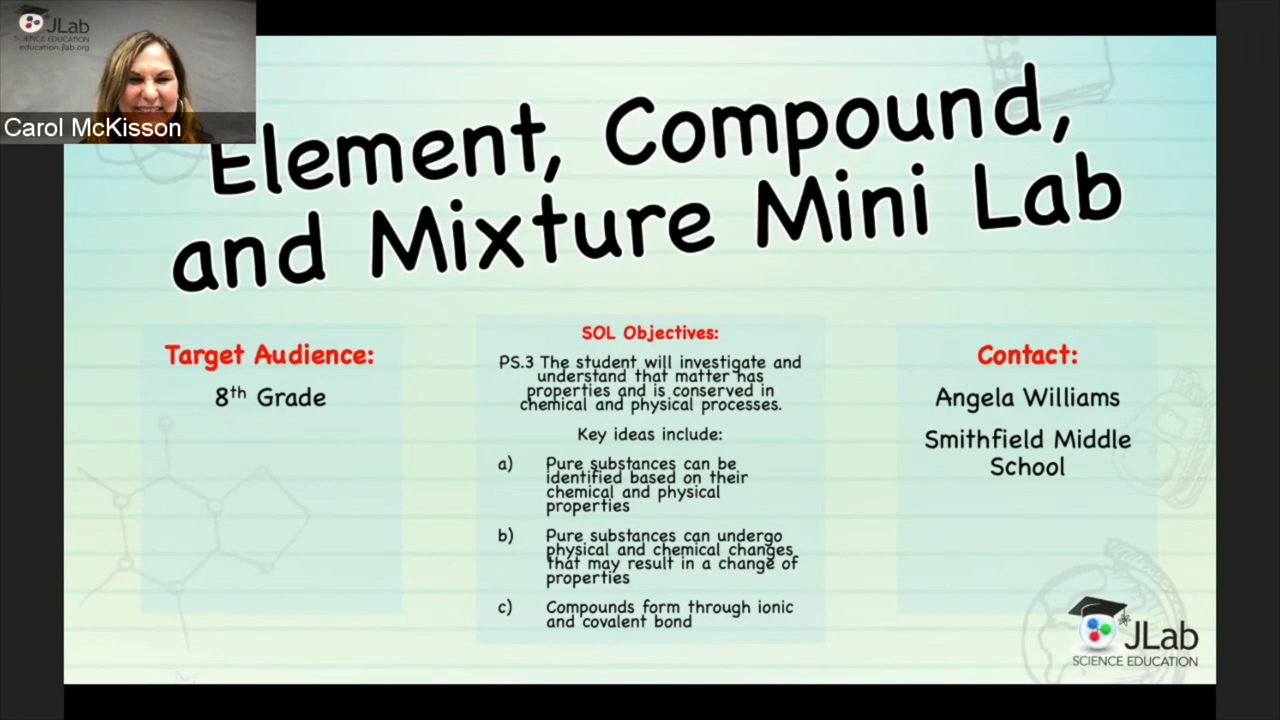 JLab
SCIENCE EDUCATION
education.jlab.org
Carol McKisson
Element, Compound,
and Mixture Mini Lab
Target Audience:
8th Grade
SOL Objectives:
PS.3 The student will investigate and
understand that matter has
properties and is conserved in
chemical and physical processes.
Key ideas include:
a) Pure substances can be
identified based on their
chemical and physical
properties
b) Pure substances can undergo
physical and chemical changes
that may result in a change of
properties
c) Compounds form through ionic
and covalent bond
Contact:
Angela Williams
Smithfield Middle
School
JLab
SCIENCE EDUCATION